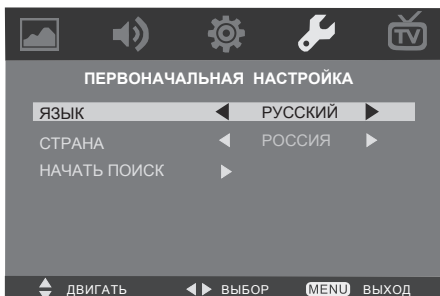 TV
ПЕРВОНАЧАЛЬНАЯ НАСТРОЙКА
ЯЗЫК РУССКИЙ
СТРАНА РОССИЯ
НАЧАТЬ ПОИСК
ДВИГАТЬ ВЫБОР MENU ВЫХОД